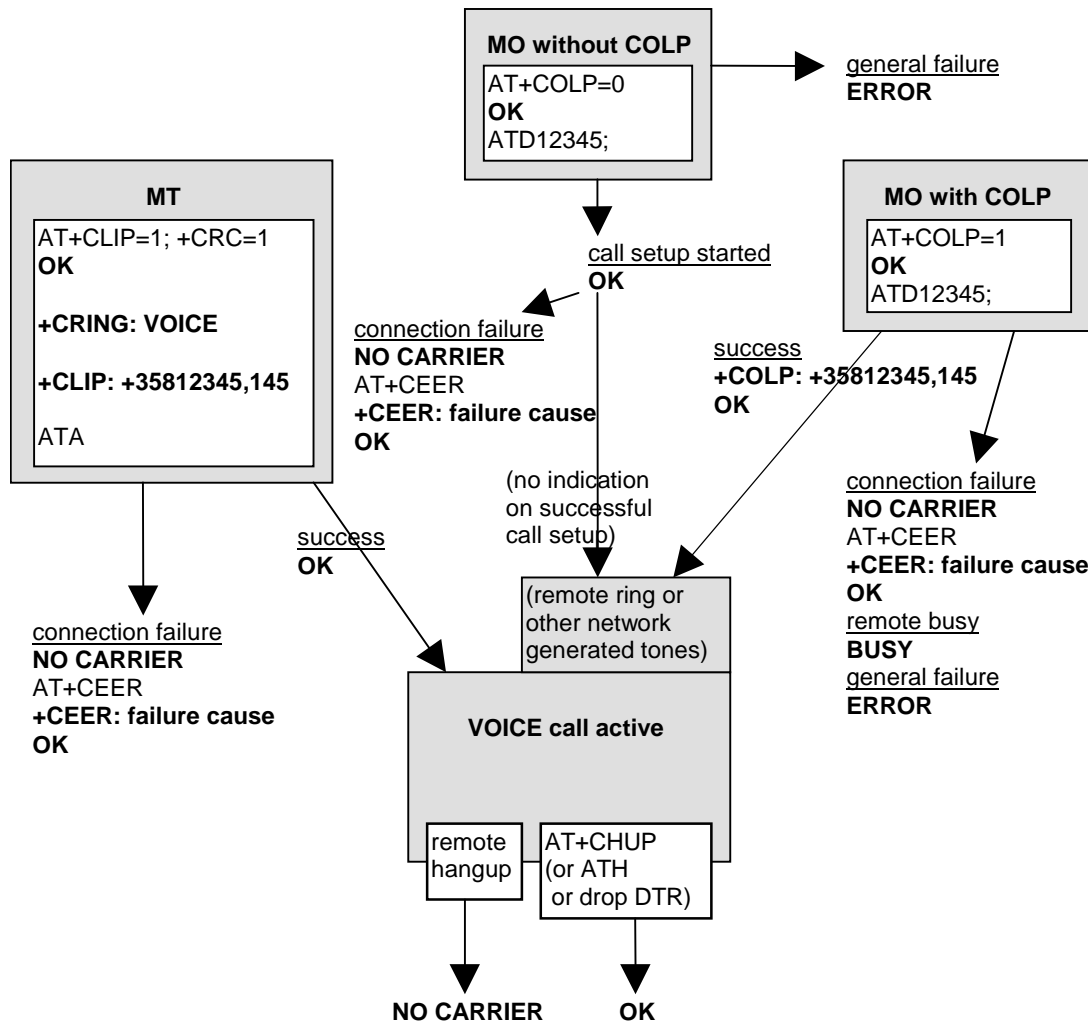 MO without COLP
AT+COLP=0
OK
ATD12345;
general failure
ERROR
MT
AT+CLIP=1; +CRC=1
OK
+CRING: VOICE
+CLIP: +35812345,145
ATA
MO with COLP
AT+COLP=1
OK
ATD12345;
call setup started
OK
connection failure
NO CARRIER
AT+CEER
+CEER: failure cause
OK
success
+COLP: +35812345,145
OK
(no indication
on successful
call setup)
success
OK
connection failure
NO CARRIER
AT+CEER
+CEER: failure cause
OK
remote busy
BUSY
general failure
ERROR
(remote ring or
other network
generated tones)
connection failure
NO CARRIER
AT+CEER
+CEER: failure cause
OK
VOICE call active
remote
hangup
AT+CHUP
(or ATH
or drop DTR)
NO CARRIER
OK